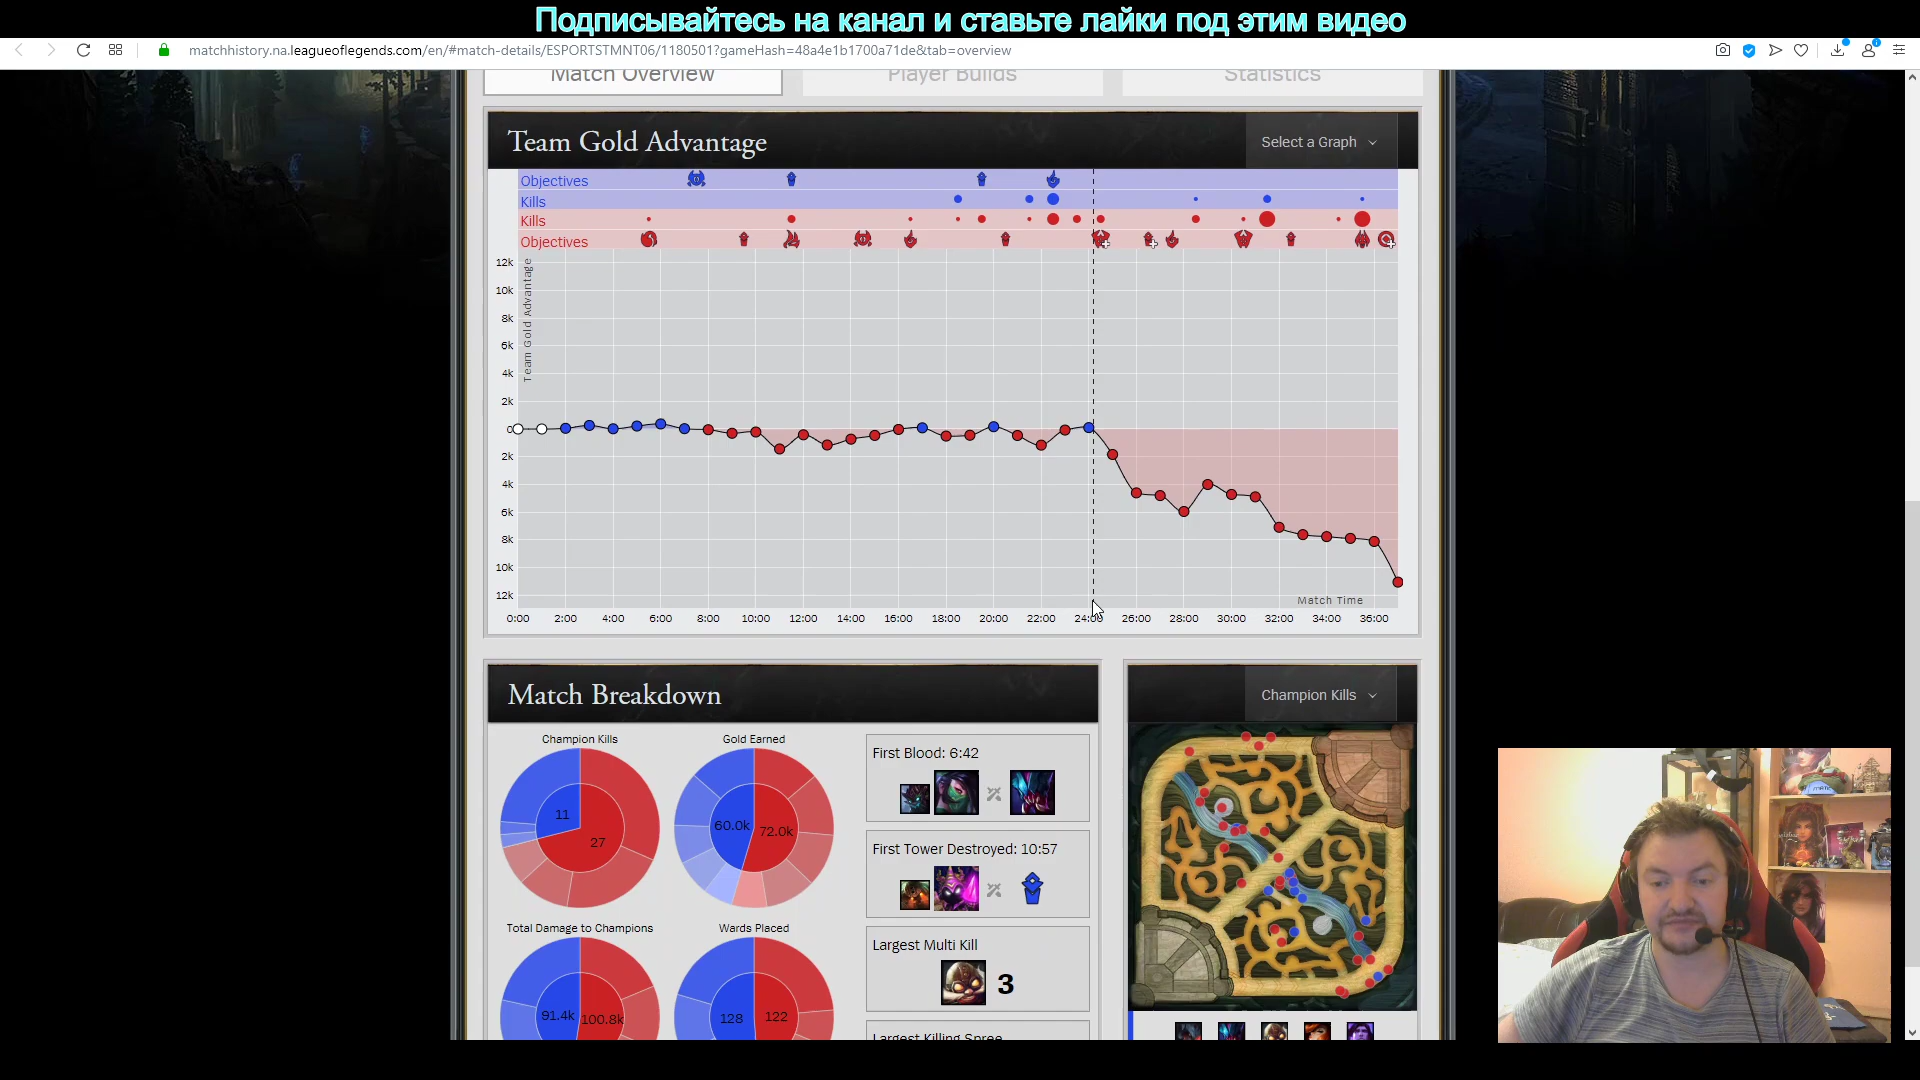 Подписывайтесь на канал и ставьте лайки под этим видео
matchhistory.na.leagueoflegends.com/en/#match-details/ESPORTSTMNT06/1180501?gameHash=48a4e1b1700a71de&tab=overview
Match Overview
Player Builds
Statistics
Team Gold Advantage
Select a Graph
Objectives
Kills
Kills
Objectives
12k
10k
8k
6k
4k
2k
0
2k
4k
6k
8k
10k
12k
Team Gold Advantage
Match Time
0:00 2:00 4:00 6:00 8:00 10:00 12:00 14:00 16:00 18:00 20:00 22:00 24:00 26:00 28:00 30:00 32:00 34:00 36:00
Match Breakdown
Champion Kills
Champion Kills
Gold Earned
11
27
60.0k
72.0k
First Blood: 6:42
First Tower Destroyed: 10:57
Largest Multi Kill
3
Total Damage to Champions
Wards Placed
91.4k
100.8k
128
122
Largest Killing Spree